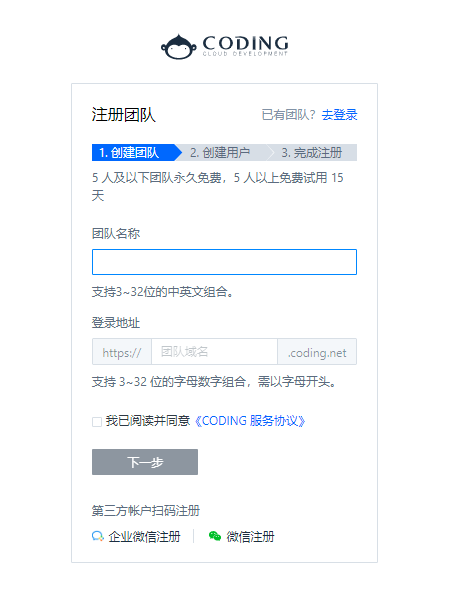 CODING
CLOUD DEVELOPMENT
注册团队
已有团队? 去登录
1. 创建团队 2. 创建用户 3. 完成注册
5 人及以下团队永久免费，5 人以上免费试用 15
天
团队名称
支持3~32位的中英文组合。
登录地址
https:// 团队域名 .coding.net
支持 3~32 位的字母数字组合，需以字母开头。
我已阅读并同意《CODING 服务协议》
下一步
第三方帐户扫码注册
企业微信注册 微信注册